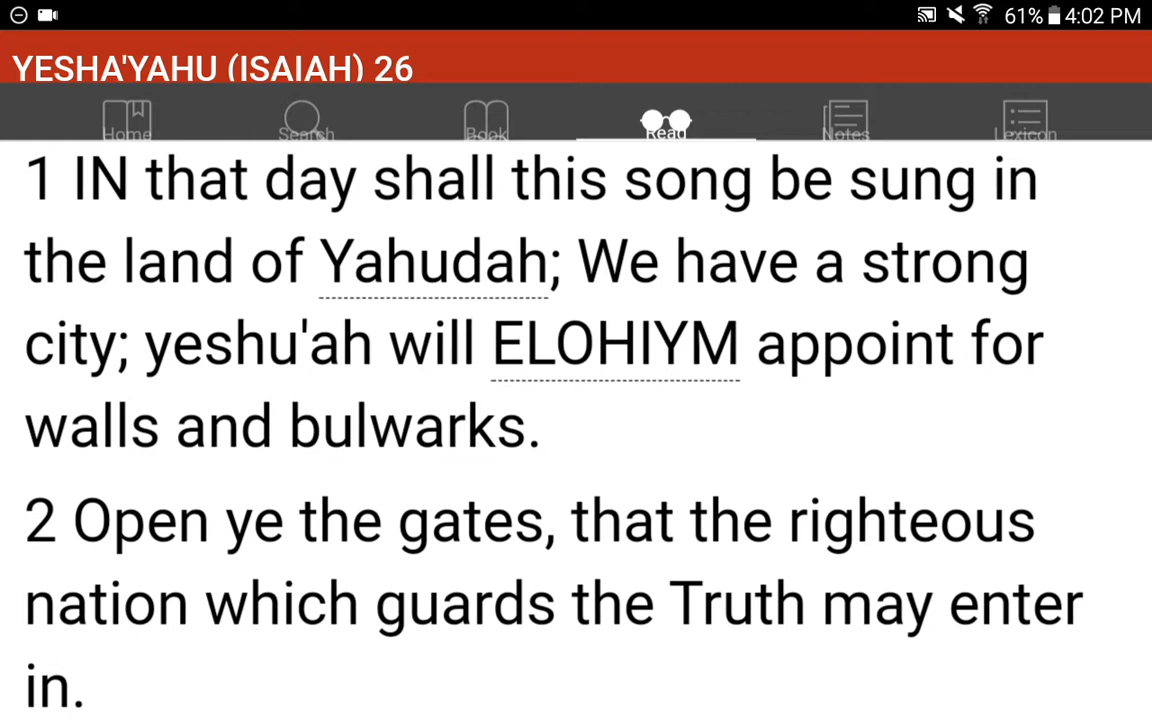 61% 4:02 PM
YESHA'YAHU (ISAIAH) 26
Home Search Book Read Notes Lexicon
1 IN that day shall this song be sung in
the land of Yahudah; We have a strong
city; yeshu'ah will ELOHIYM appoint for
walls and bulwarks.
2 Open ye the gates, that the righteous
nation which guards the Truth may enter
in.